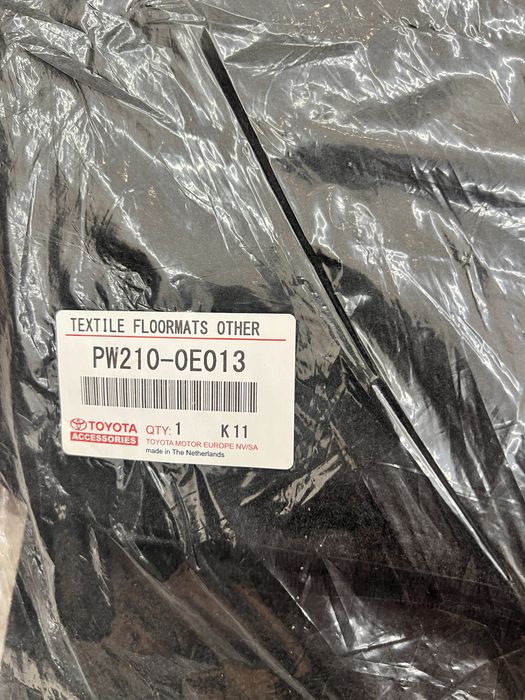 TEXTILE FLOORMATS OTHER
PW210-0E013
TOYOTA
ACCESSORIES
QTY: 1 K11
TOYOTA MOTOR EUROPE NV/SA
made in The Netherlands